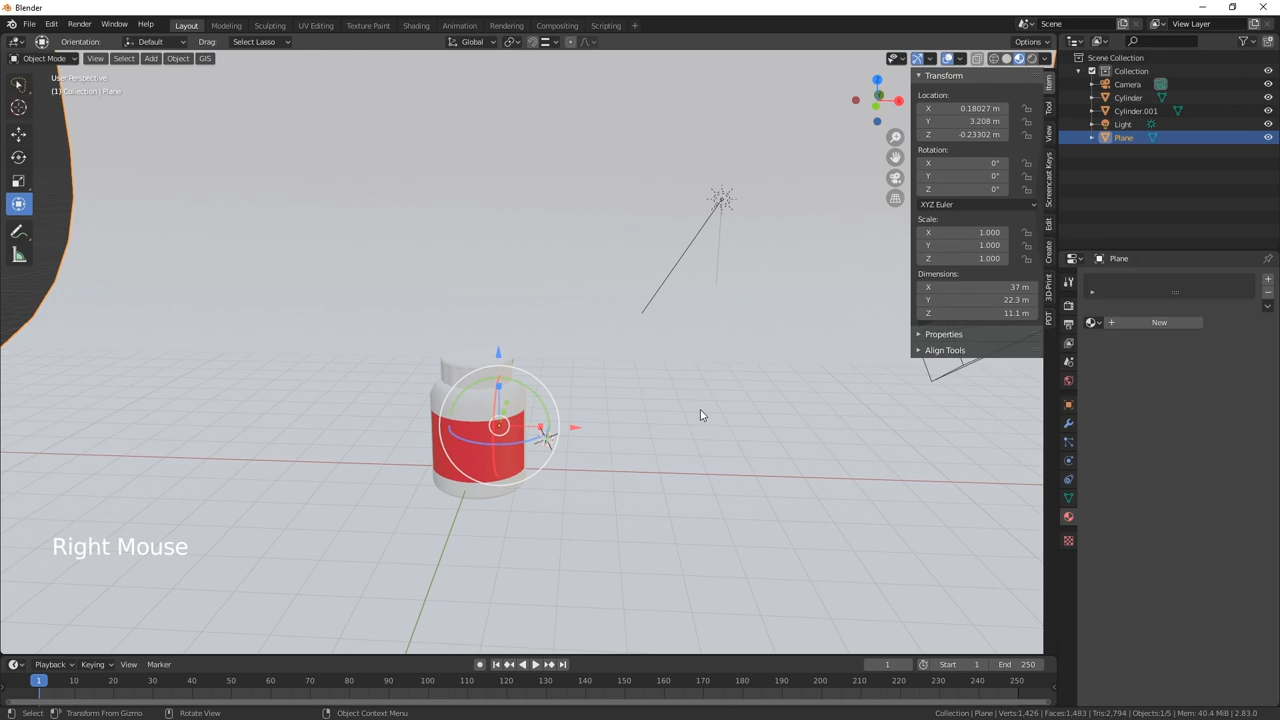 Blender
File Edit Render Window Help Layout Modeling Sculpting UV Editing Texture Paint Shading Animation Rendering Compositing Scripting + Scene View Layer
Orientation: Default Drag: Select Lasso Global Options
Object Mode View Select Add Object GIS
User Perspective
(1) Collection | Plane
Transform
Location:
X 0.18027 m
Y 3.208 m
Z -0.23302 m
Rotation:
X 0°
Y 0°
Z 0°
XYZ Euler
Scale:
X 1.000
Y 1.000
Z 1.000
Dimensions:
X 37 m
Y 22.3 m
Z 11.1 m
Properties
Align Tools
Item
Tool
View
Screencast Keys
Edit
Create
3D-Print
PDT
Scene Collection
Collection
Camera
Cylinder
Cylinder.001
Light
Plane
Plane
New
Right Mouse
Playback Keying View Marker 1 Start 1 End 250
1 10 20 30 40 50 60 70 80 90 100 110 120 130 140 150 160 170 180 190 200 210 220 230 240 250
Select Transform From Gizmo Rotate View Object Context Menu Collection | Plane | Verts:1,426 | Faces:1,483 | Tris:2,794 | Objects:1/5 | Mem: 40.4 MiB | 2.83.0